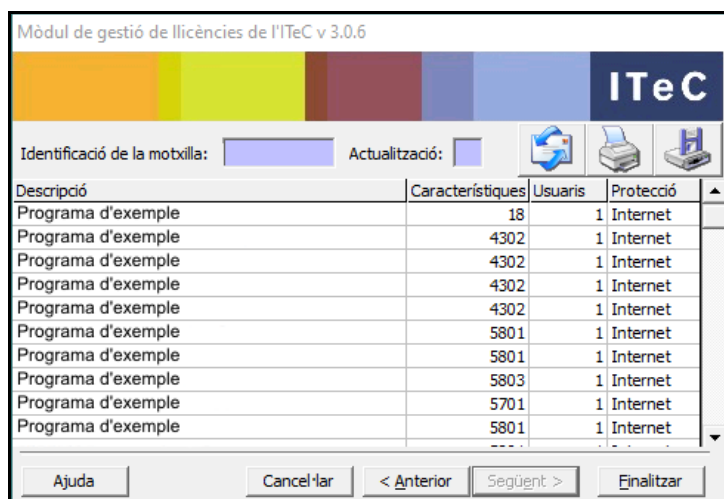 Mòdul de gestió de llicències de l'ITeC v 3.0.6
ITeC
Identificació de la motxilla: Actualització:
Descripció Característiques Usuaris Protecció
Programa d'exemple 18 1 Internet
Programa d'exemple 4302 1 Internet
Programa d'exemple 4302 1 Internet
Programa d'exemple 4302 1 Internet
Programa d'exemple 4302 1 Internet
Programa d'exemple 5801 1 Internet
Programa d'exemple 5801 1 Internet
Programa d'exemple 5803 1 Internet
Programa d'exemple 5701 1 Internet
Programa d'exemple 5801 1 Internet
Ajuda Cancel·lar < Anterior Següent > Finalitzar